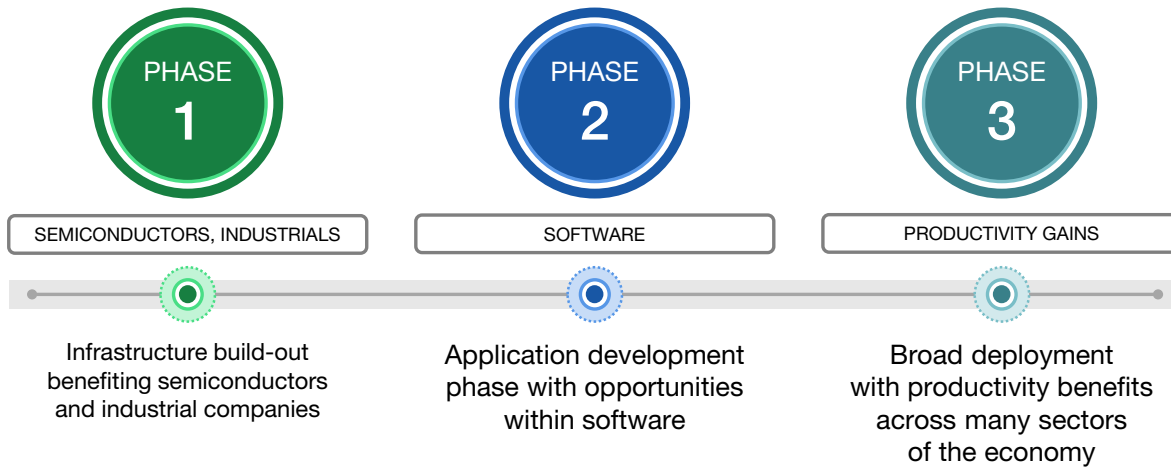 PHASE
1
PHASE
2
PHASE
3
SEMICONDUCTORS, INDUSTRIALS
SOFTWARE
PRODUCTIVITY GAINS
Infrastructure build-out
benefiting semiconductors
and industrial companies
Application development
phase with opportunities
within software
Broad deployment
with productivity benefits
across many sectors
of the economy